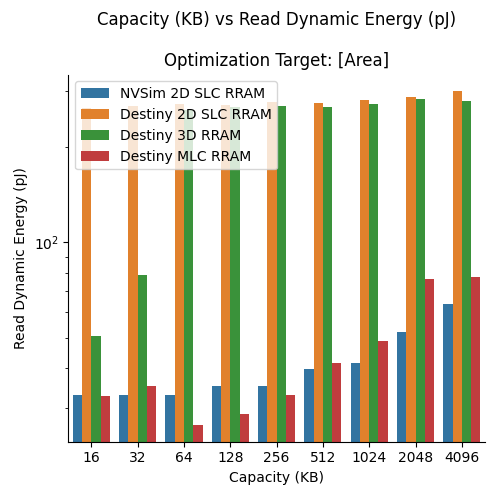 Capacity (KB) vs Read Dynamic Energy (pJ)
Optimization Target: [Area]
NVSim 2D SLC RRAM
Destiny 2D SLC RRAM
Destiny 3D RRAM
Destiny MLC RRAM
Read Dynamic Energy (pJ)
10²
16 32 64 128 256 512 1024 2048 4096
Capacity (KB)